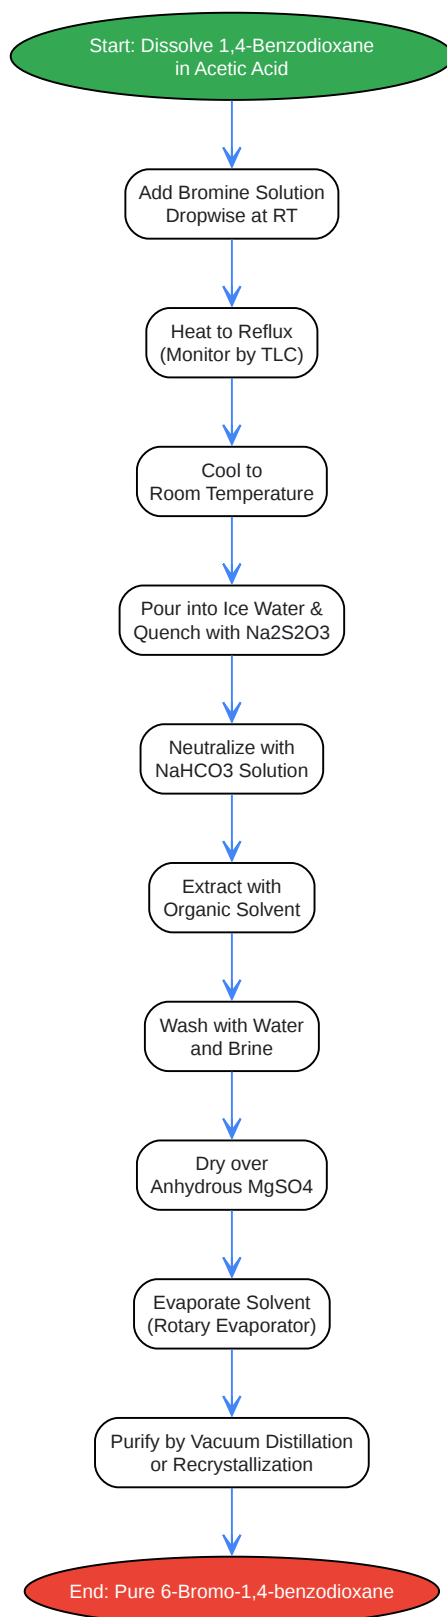 Start: Dissolve 1,4-Benzodioxane
in Acetic Acid
Add Bromine Solution
Dropwise at RT
Heat to Reflux
(Monitor by TLC)
Cool to
Room Temperature
Pour into Ice Water &
Quench with Na2S2O3
Neutralize with
NaHCO3 Solution
Extract with
Organic Solvent
Wash with Water
and Brine
Dry over
Anhydrous MgSO4
Evaporate Solvent
(Rotary Evaporator)
Purify by Vacuum Distillation
or Recrystallization
End: Pure 6-Bromo-1,4-benzodioxane